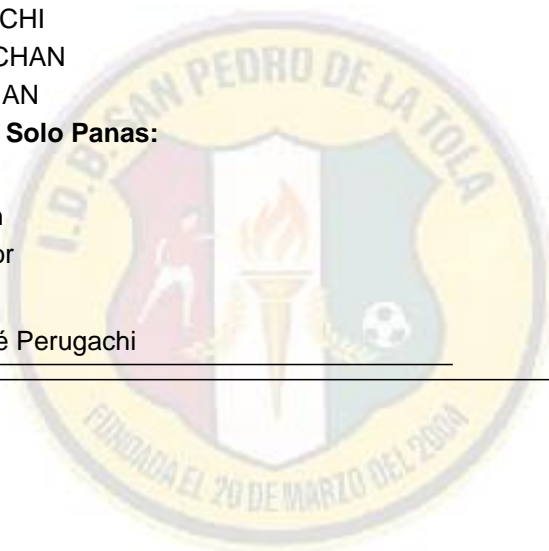 CHI
CHAN
AN
Solo Panas:
or
é Perugachi
I.D.B. SAN PEDRO DE LA TOLA
FUNDADA EL 20 DE MARZO DEL 2004